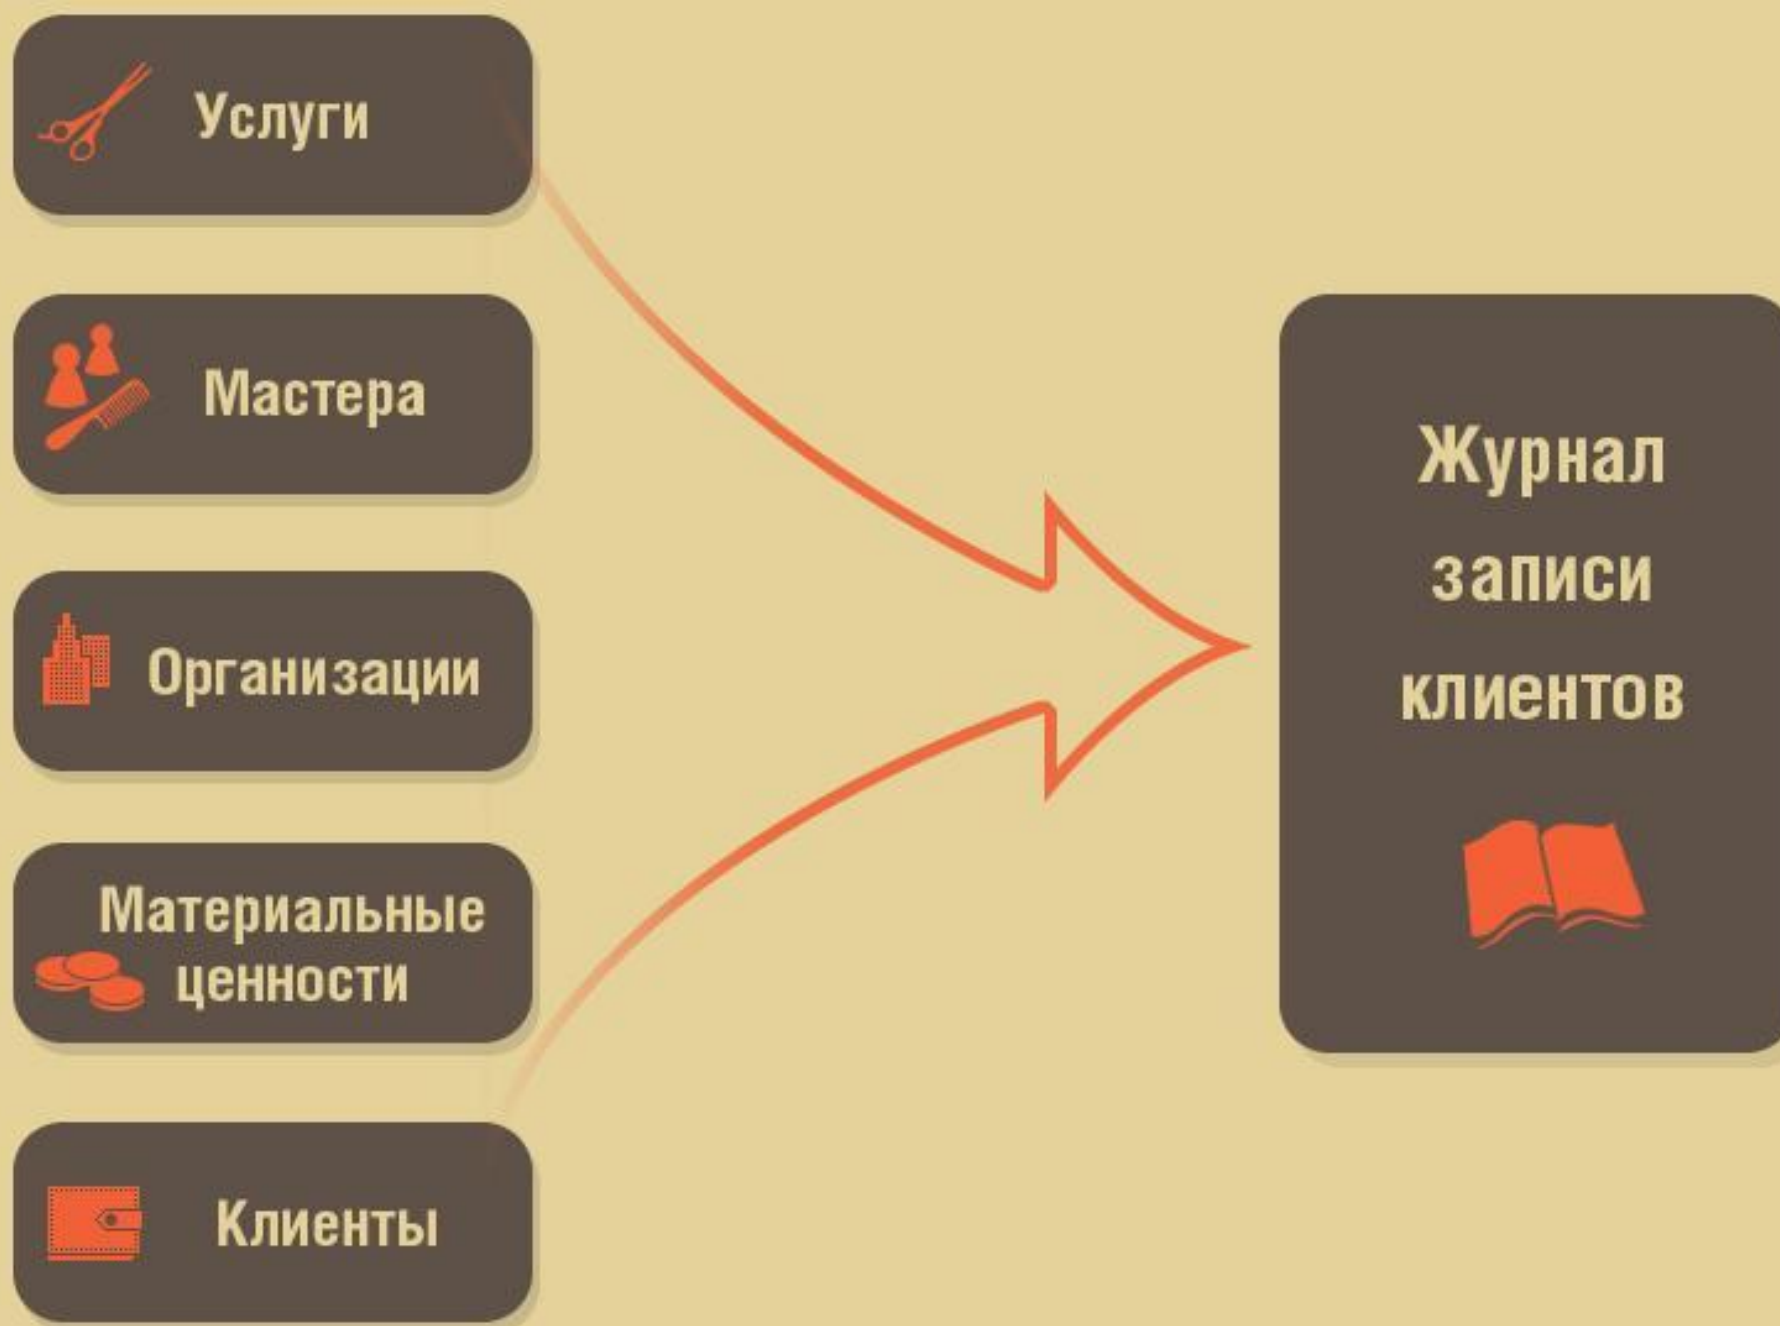 Услуги
Мастера
Организации
Материальные
ценности
Клиенты
Журнал
записи
клиентов